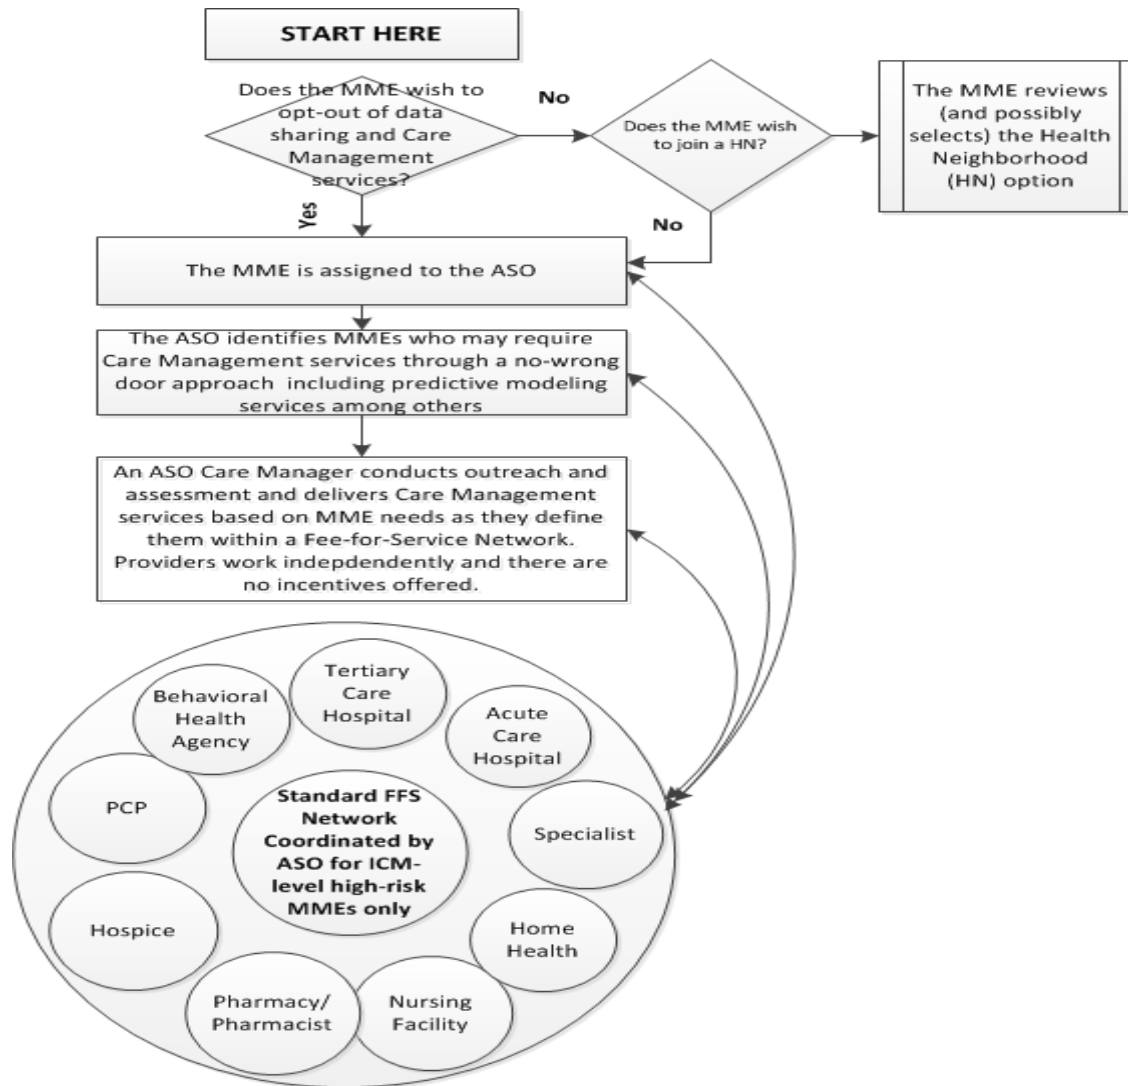 START HERE
Does the MME wish to
opt-out of data
sharing and Care
Management
services?
No
Does the MME wish
to join a HN?
The MME reviews
(and possibly
selects) the Health
Neighborhood
(HN) option
Yes
No
The MME is assigned to the ASO
The ASO identifies MMEs who may require
Care Management services through a no-wrong
door approach including predictive modeling
services among others
An ASO Care Manager conducts outreach and
assessment and delivers Care Management
services based on MME needs as they define
them within a Fee-for-Service Network.
Providers work indepdendently and there are
no incentives offered.
Tertiary
Care
Hospital
Behavioral
Health
Agency
Acute
Care
Hospital
PCP
Standard FFS
Network
Coordinated by
ASO for ICM-
level high-risk
MMEs only
Specialist
Hospice
Home
Health
Pharmacy/
Pharmacist
Nursing
Facility